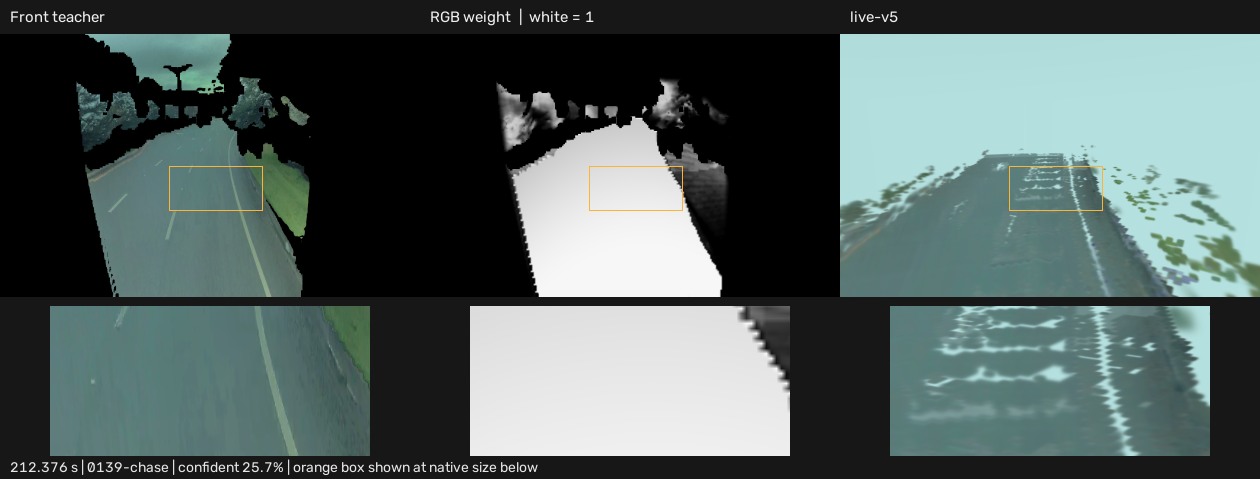 Front teacher
RGB weight | white = 1
live-v5
212.376 s | 0139-chase | confident 25.7% | orange box shown at native size below